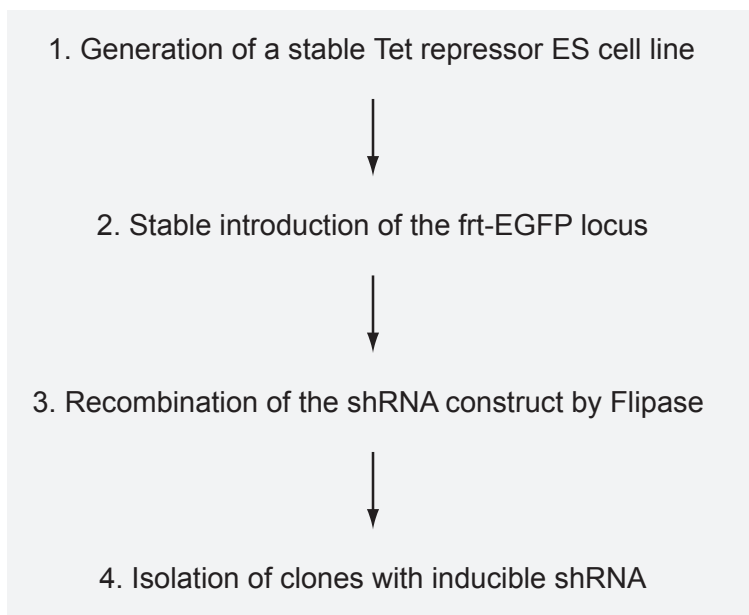 1. Generation of a stable Tet repressor ES cell line
2. Stable introduction of the frt-EGFP locus
3. Recombination of the shRNA construct by Flipase
4. Isolation of clones with inducible shRNA